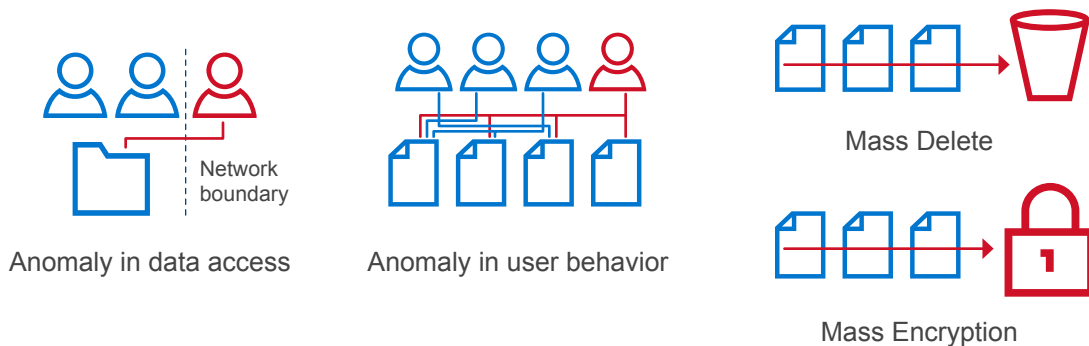 Network
boundary
Anomaly in data access
Anomaly in user behavior
Mass Delete
1
Mass Encryption